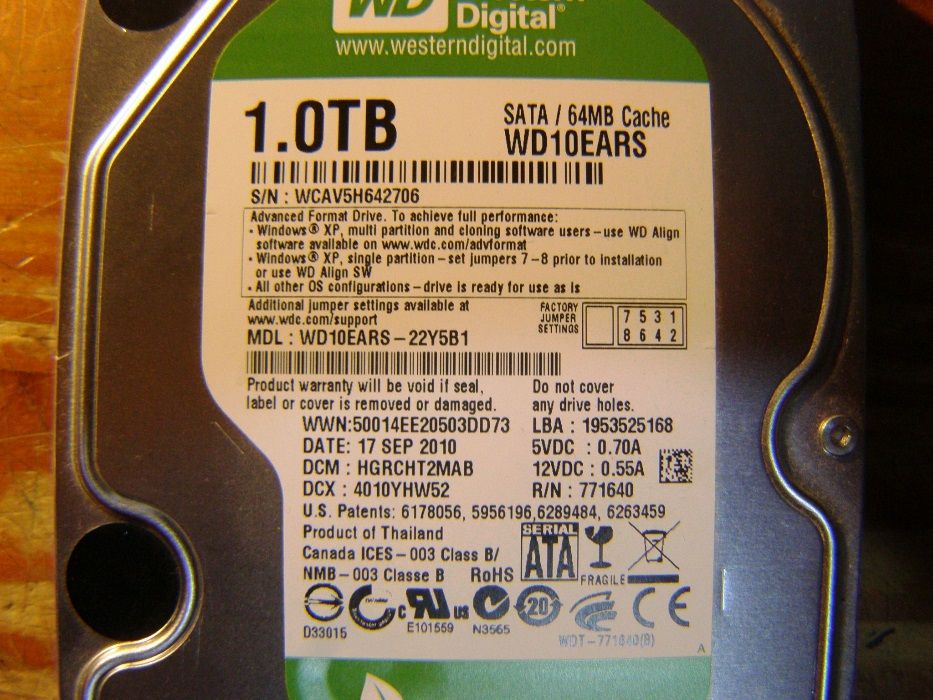 WD
Digital®
www.westerndigital.com
1.0TB
SATA / 64MB Cache
WD10EARS
S/N : WCAV5H642706
Advanced Format Drive. To achieve full performance:
• Windows® XP, multi partition and cloning software users – use WD Align
software available on www.wdc.com/advformat
• Windows® XP, single partition – set jumpers 7–8 prior to installation
or use WD Align SW
• All other OS configurations – drive is ready for use as is
Additional jumper settings available at
www.wdc.com/support
FACTORY
JUMPER
SETTINGS
7 5 3 1
8 6 4 2
MDL : WD10EARS-22Y5B1
Product warranty will be void if seal,
label or cover is removed or damaged.
Do not cover
any drive holes.
WWN:50014EE20503DD73
LBA : 1953525168
DATE: 17 SEP 2010
5VDC : 0.70A
DCM : HGRCHT2MAB
12VDC : 0.55A
DCX : 4010YHW52
R/N : 771640
U.S. Patents: 6178056, 5956196,6289484, 6263459
Product of Thailand
Canada ICES-003 Class B/
NMB-003 Classe B
RoHS
SERIAL
ATA
FRAGILE
D33015
c RU us
E101559
N3565
20
CE
WDT-771640(B)
A